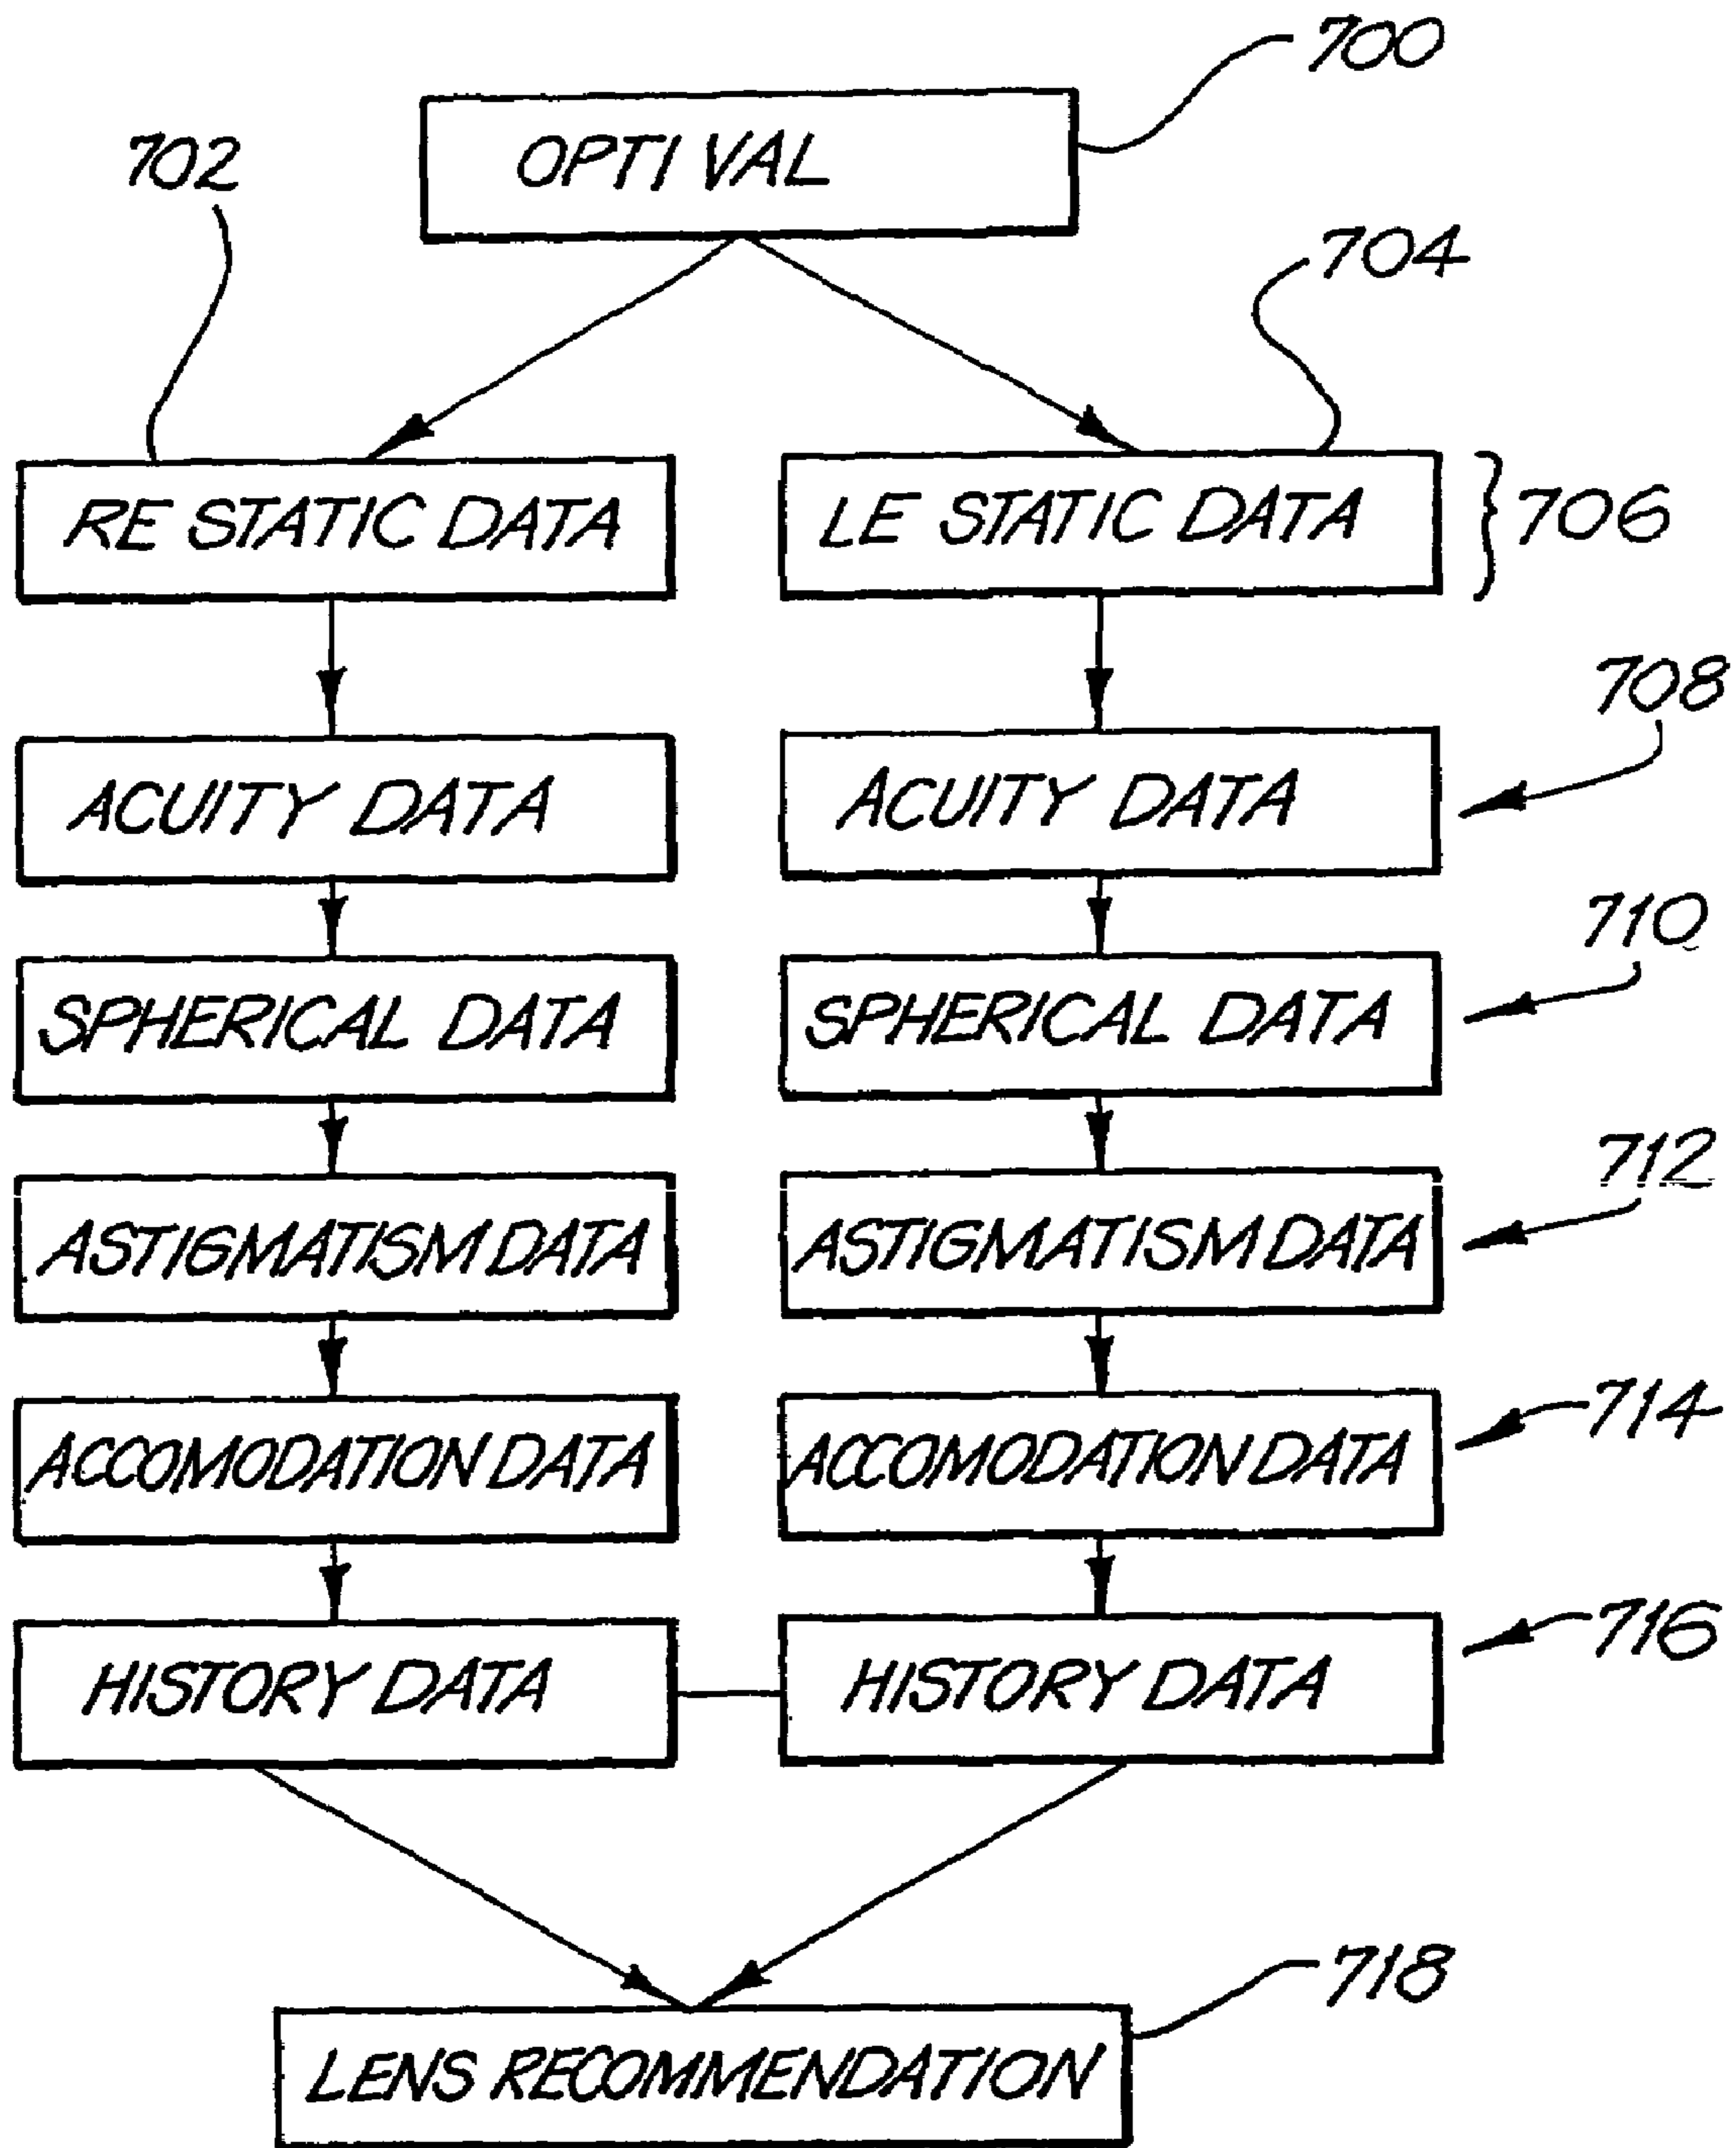 700
OPTI VAL
702
704
RE STATIC DATA
LE STATIC DATA
706
708
ACUITY DATA
ACUITY DATA
710
SPHERICAL DATA
SPHERICAL DATA
712
ASTIGMATISM DATA
ASTIGMATISM DATA
714
ACCOMODATION DATA
ACCOMODATION DATA
716
HISTORY DATA
HISTORY DATA
718
LENS RECOMMENDATION